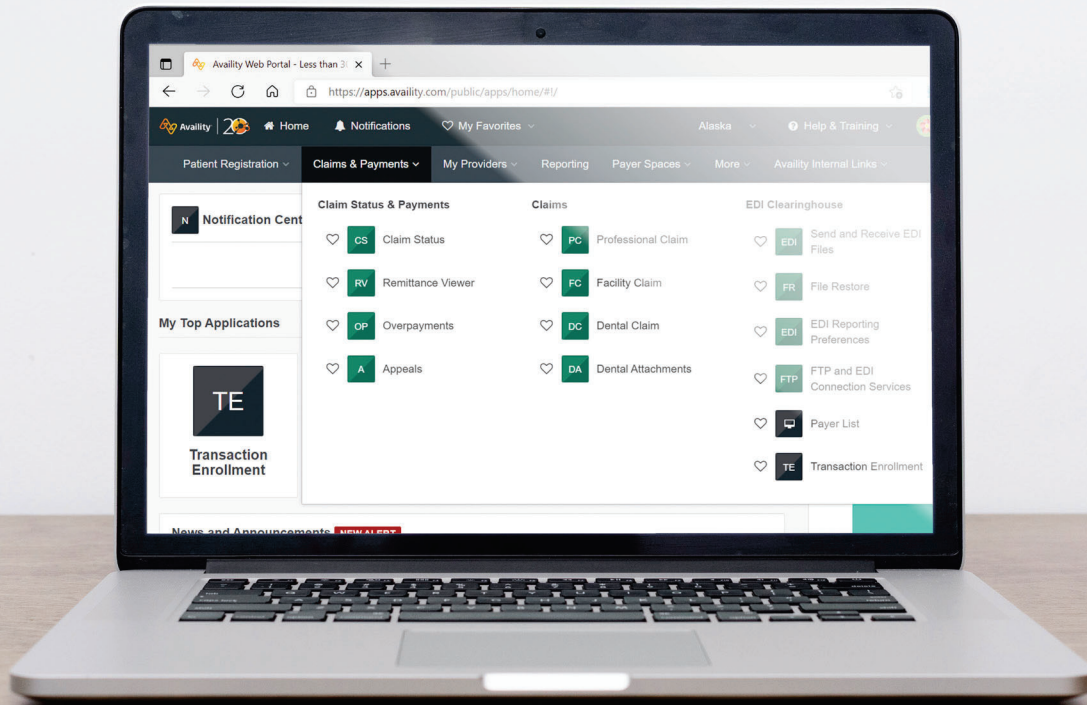 Availity Web Portal - Less than 3
https://apps.availity.com/public/apps/home/#!/
Availity 20 Home Notifications My Favorites Alaska Help & Training
Patient Registration Claims & Payments My Providers Reporting Payer Spaces More Availity Internal Links
N Notification Cent
My Top Applications
TE
Transaction
Enrollment
News and Announcements NEW ALERT
Claim Status & Payments
CS Claim Status
RV Remittance Viewer
OP Overpayments
A Appeals
Claims
PC Professional Claim
FC Facility Claim
DC Dental Claim
DA Dental Attachments
EDI Clearinghouse
EDI Send and Receive EDI
Files
FR File Restore
EDI EDI Reporting
Preferences
FTP FTP and EDI
Connection Services
Payer List
TE Transaction Enrollment